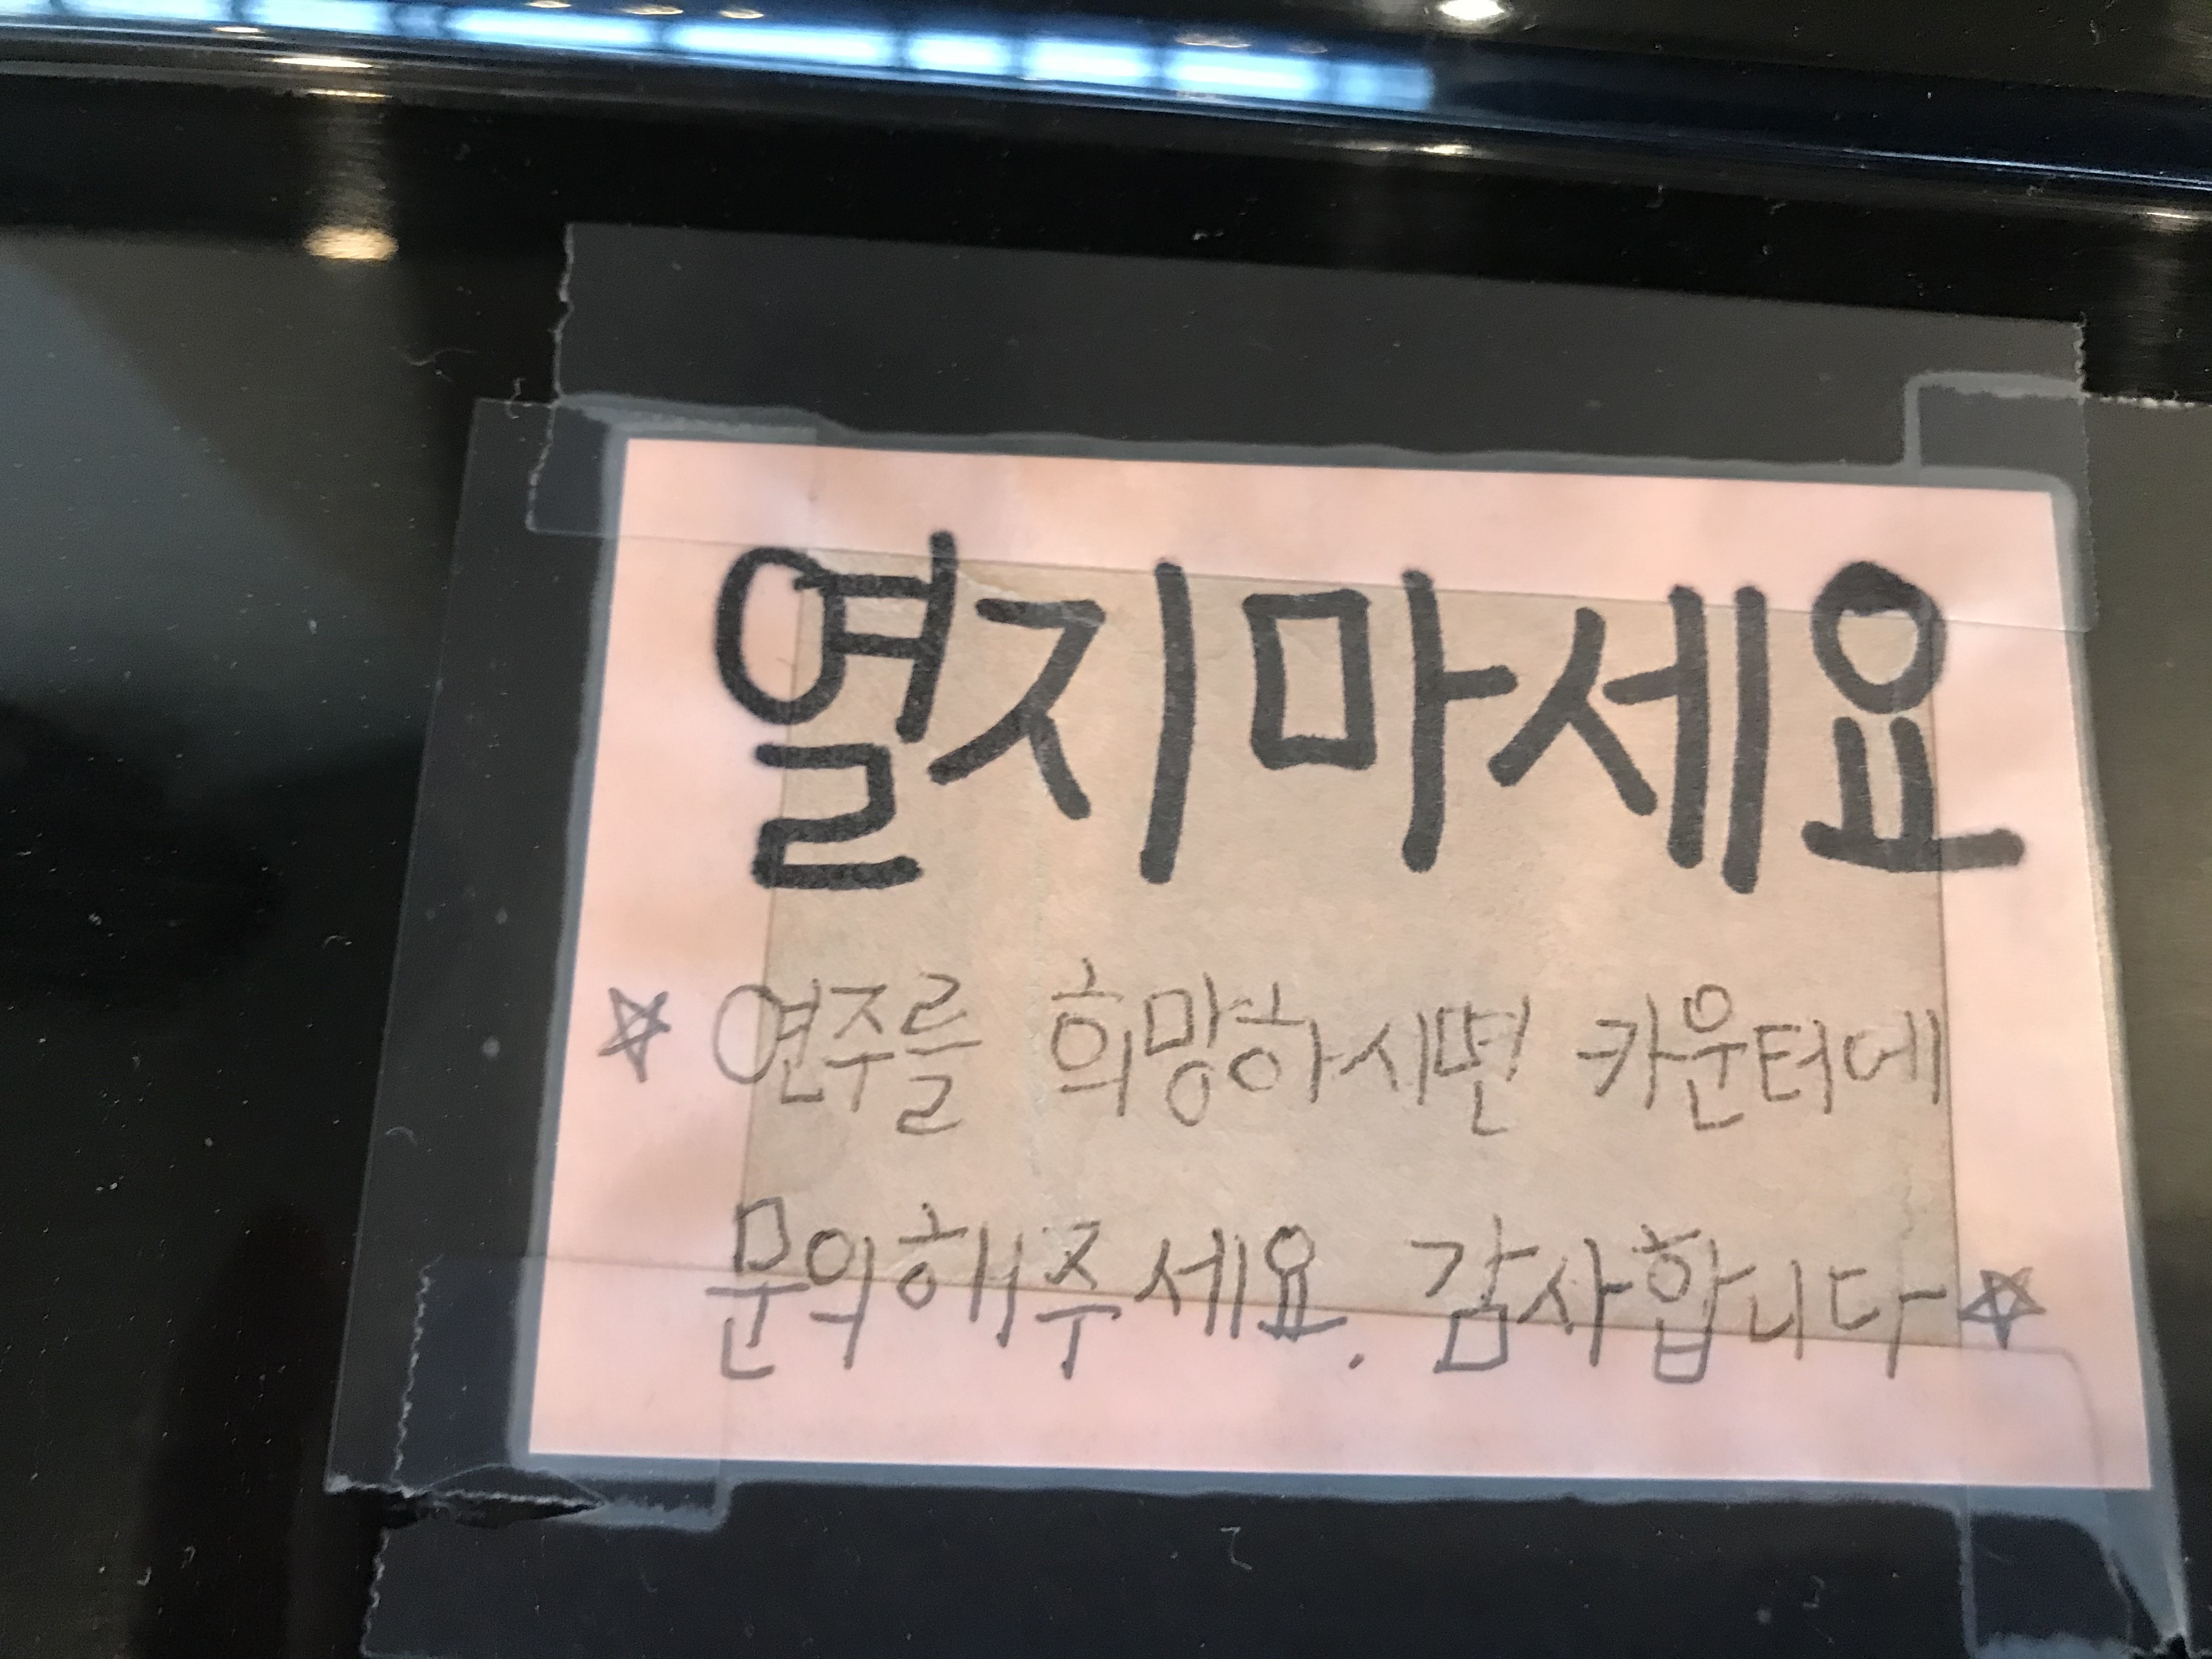 열지마세요
☆ 연주를 희망하시면 카운터에
문의해주세요. 감사합니다 ☆